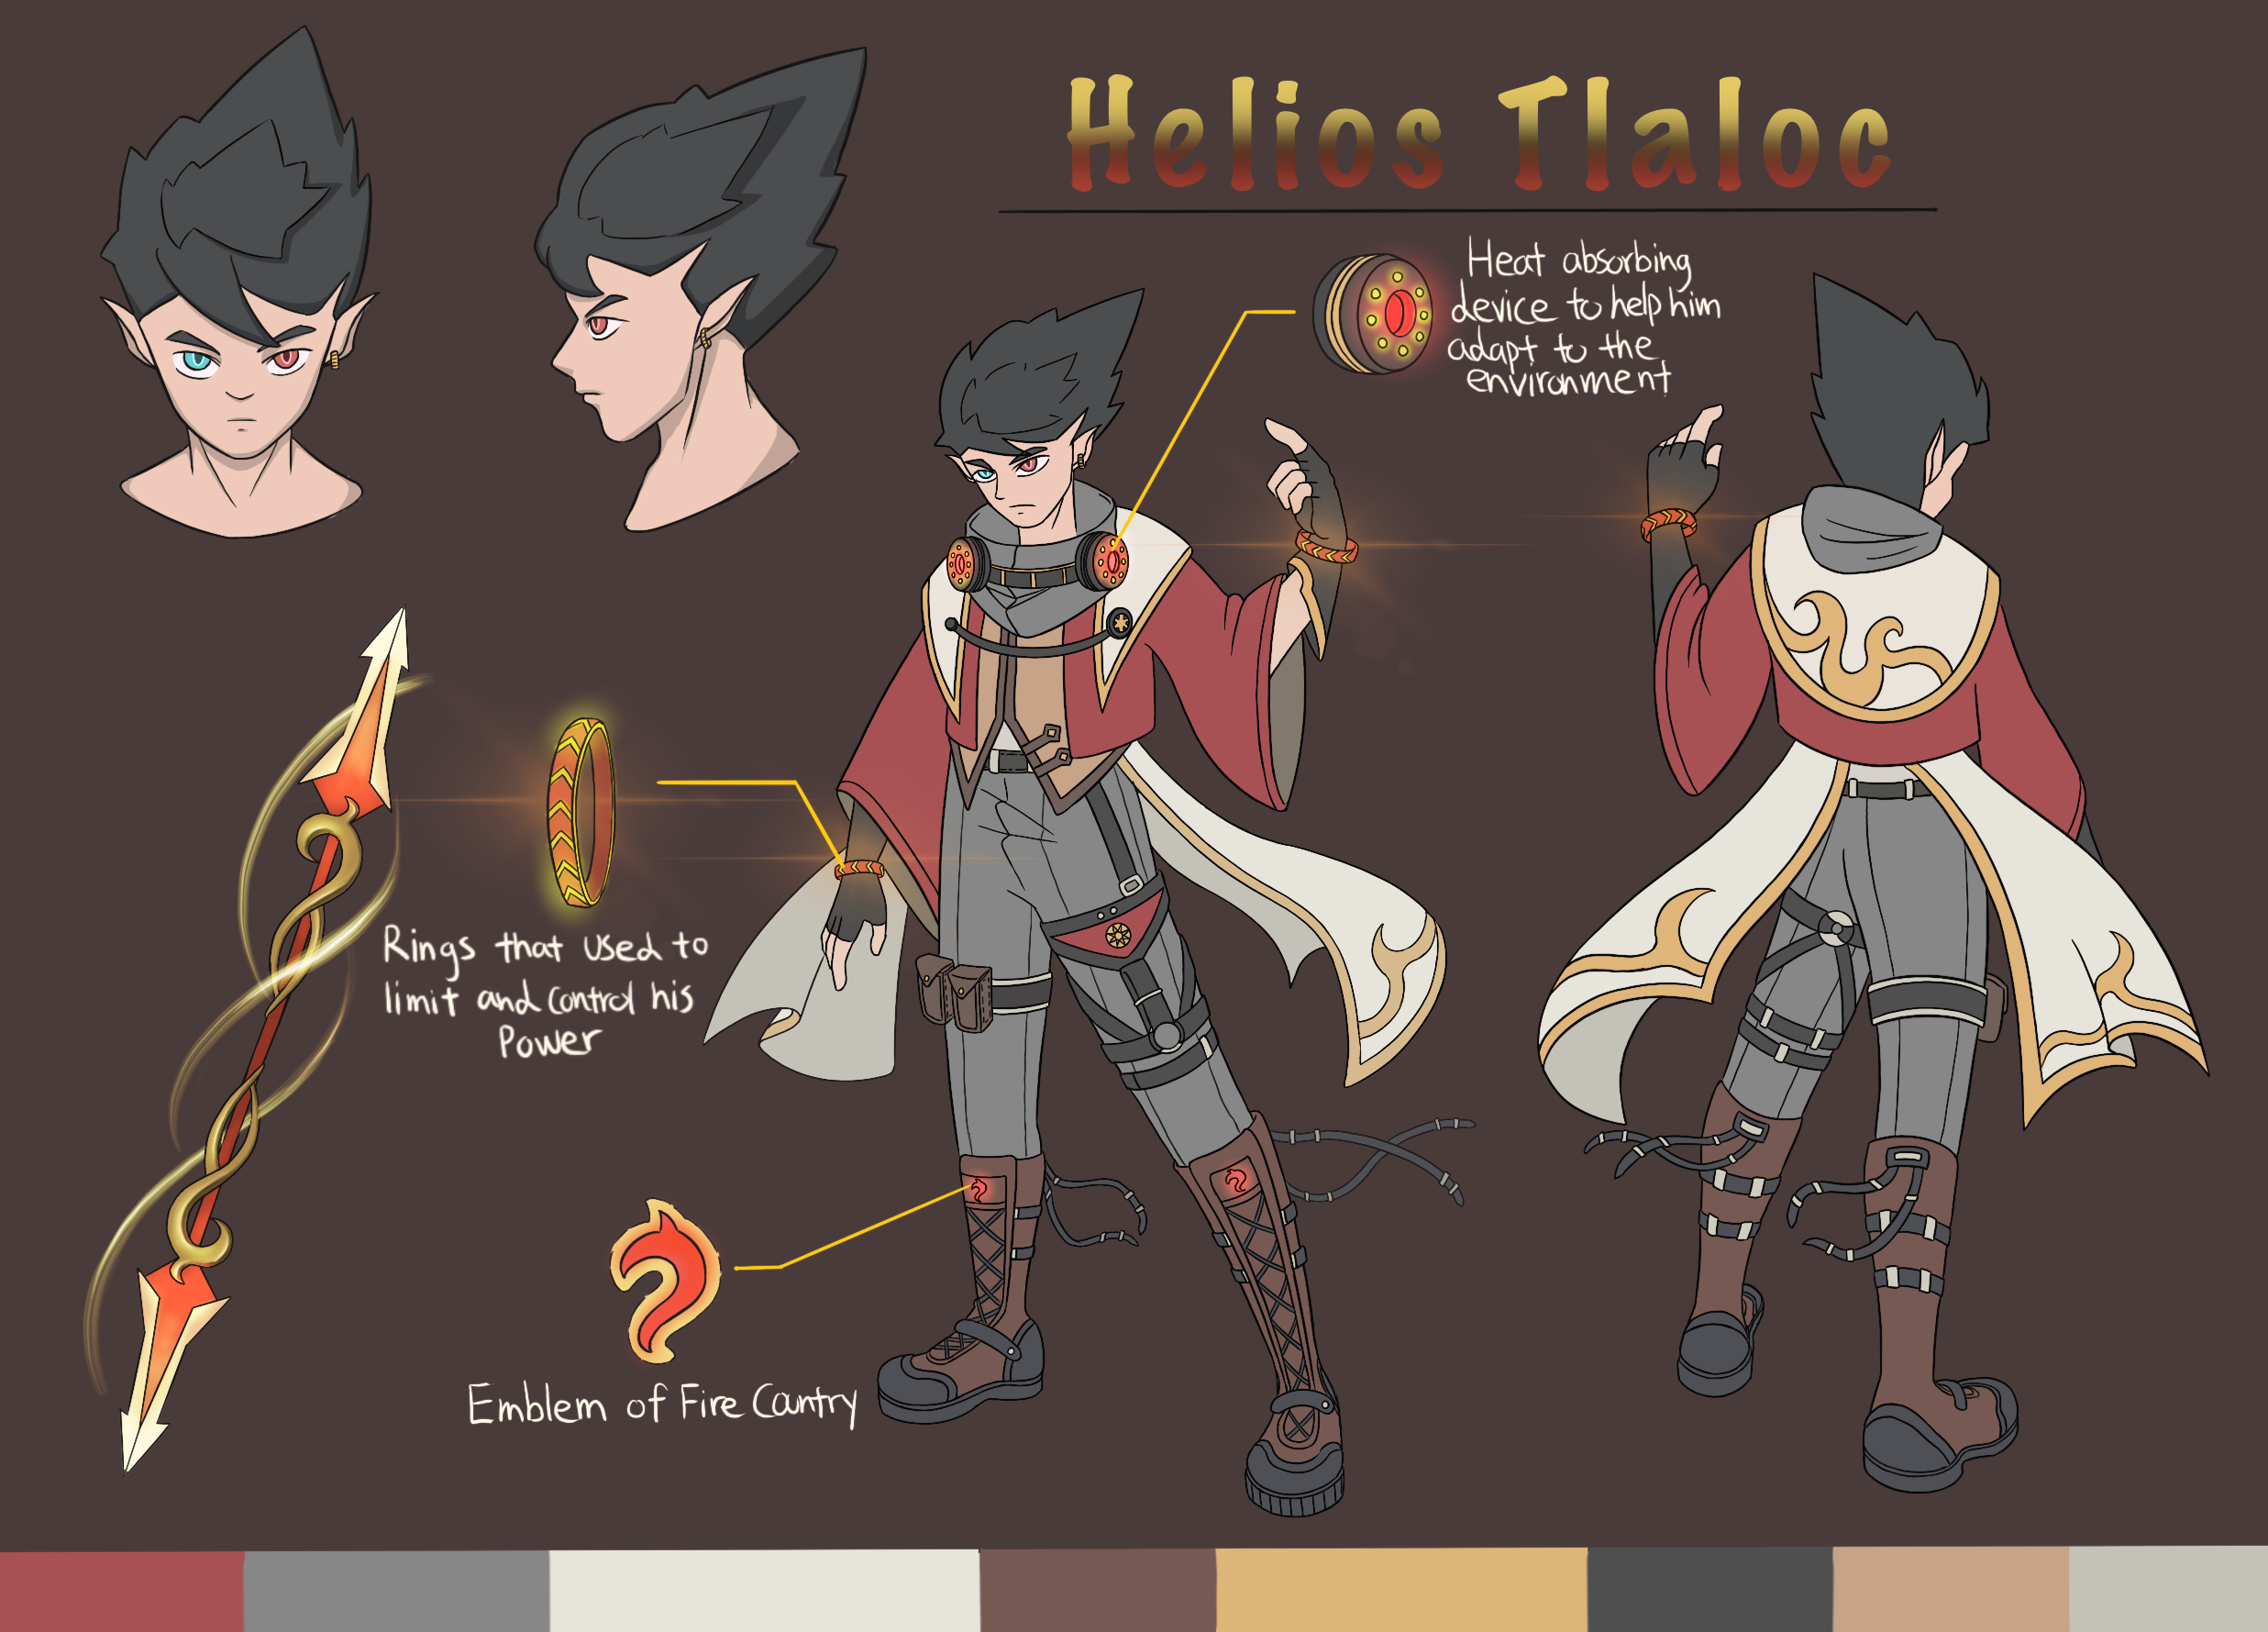 Helios Tlaloc
Heat absorbing
device to help him
adapt to the
environment
Rings that used to
limit and control his
Power
Emblem of Fire Country